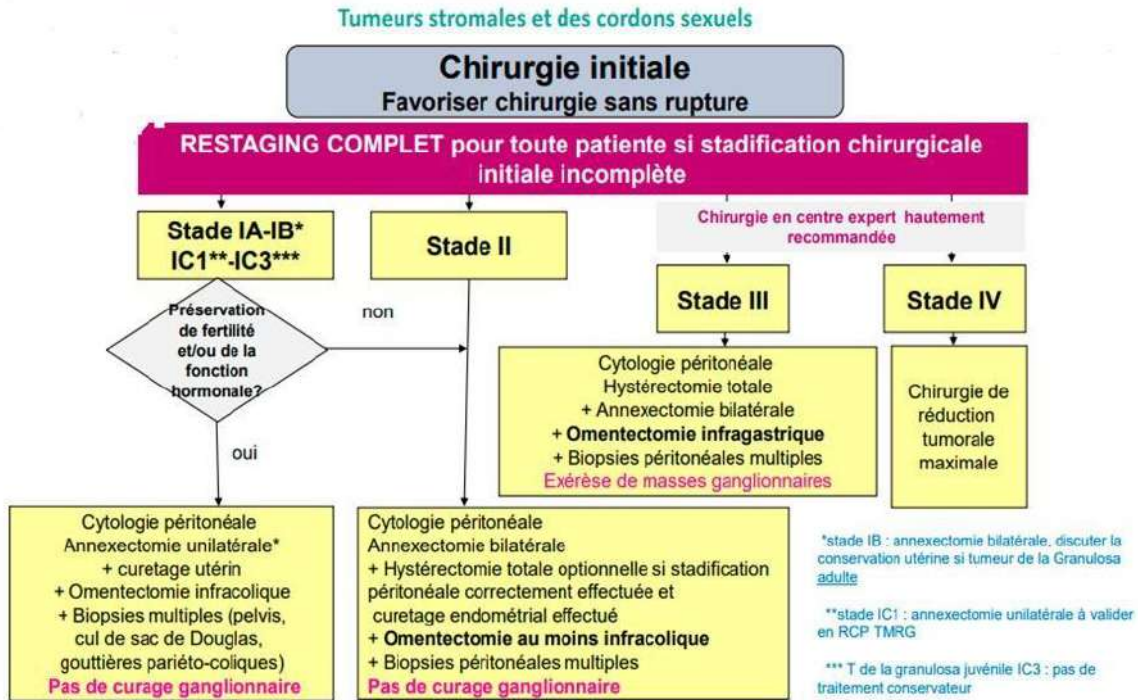 Tumeurs stromales et des cordons sexuels
Chirurgie initiale
Favoriser chirurgie sans rupture
RESTAGING COMPLET pour toute patiente si stadification chirurgicale
initiale incomplète
Stade IA-IB*
IC1**-IC3***
Stade II
Chirurgie en centre expert hautement
recommandée
Stade III
Stade IV
Préservation
de fertilité
et/ou de la
fonction
hormonale?
non
oui
Cytologie péritonéale
Hystérectomie totale
+ Annexectomie bilatérale
+ Omentectomie infragastrique
+ Biopsies péritonéales multiples
Exérèse de masses ganglionnaires
Chirurgie de
réduction
tumorale
maximale
Cytologie péritonéale
Annexectomie unilatérale*
+ curetage utérin
+ Omentectomie infracolique
+ Biopsies multiples (pelvis,
cul de sac de Douglas,
gouttières pariéto-coliques)
Pas de curage ganglionnaire
Cytologie péritonéale
Annexectomie bilatérale
+ Hystérectomie totale optionnelle si stadification
péritonéale correctement effectuée et
curetage endométrial effectué
+ Omentectomie au moins infracolique
+ Biopsies péritonéales multiples
Pas de curage ganglionnaire
*stade IB : annexectomie bilatérale, discuter la
conservation utérine si tumeur de la Granulosa
adulte
**stade IC1 : annexectomie unilatérale à valider
en RCP TMRG
*** T de la granulosa juvénile IC3 : pas de
traitement conservateur